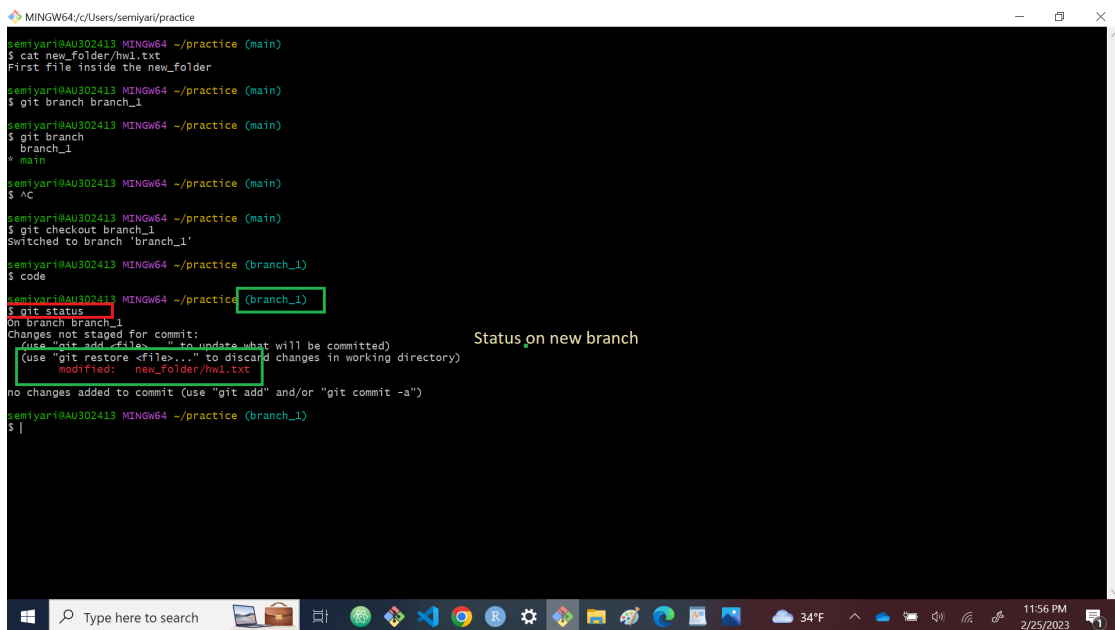 MINGW64:/c/Users/semiyari/practice
semiyari@AU302413 MINGW64 ~/practice (main)
$ cat new_folder/hw1.txt
First file inside the new_folder
semiyari@AU302413 MINGW64 ~/practice (main)
$ git branch branch_1
semiyari@AU302413 MINGW64 ~/practice (main)
$ git branch
branch_1
* main
semiyari@AU302413 MINGW64 ~/practice (main)
$ ^C
semiyari@AU302413 MINGW64 ~/practice (main)
$ git checkout branch_1
Switched to branch 'branch_1'
semiyari@AU302413 MINGW64 ~/practice (branch_1)
$ code
semiyari@AU302413 MINGW64 ~/practice (branch_1)
$ git status
On branch branch_1
Changes not staged for commit:
(use "git add <file>..." to update what will be committed)
(use "git restore <file>..." to discard changes in working directory)
modified: new_folder/hw1.txt
no changes added to commit (use "git add" and/or "git commit -a")
semiyari@AU302413 MINGW64 ~/practice (branch_1)
$
Status on new branch
Type here to search
34°F
11:56 PM
2/25/2023
1